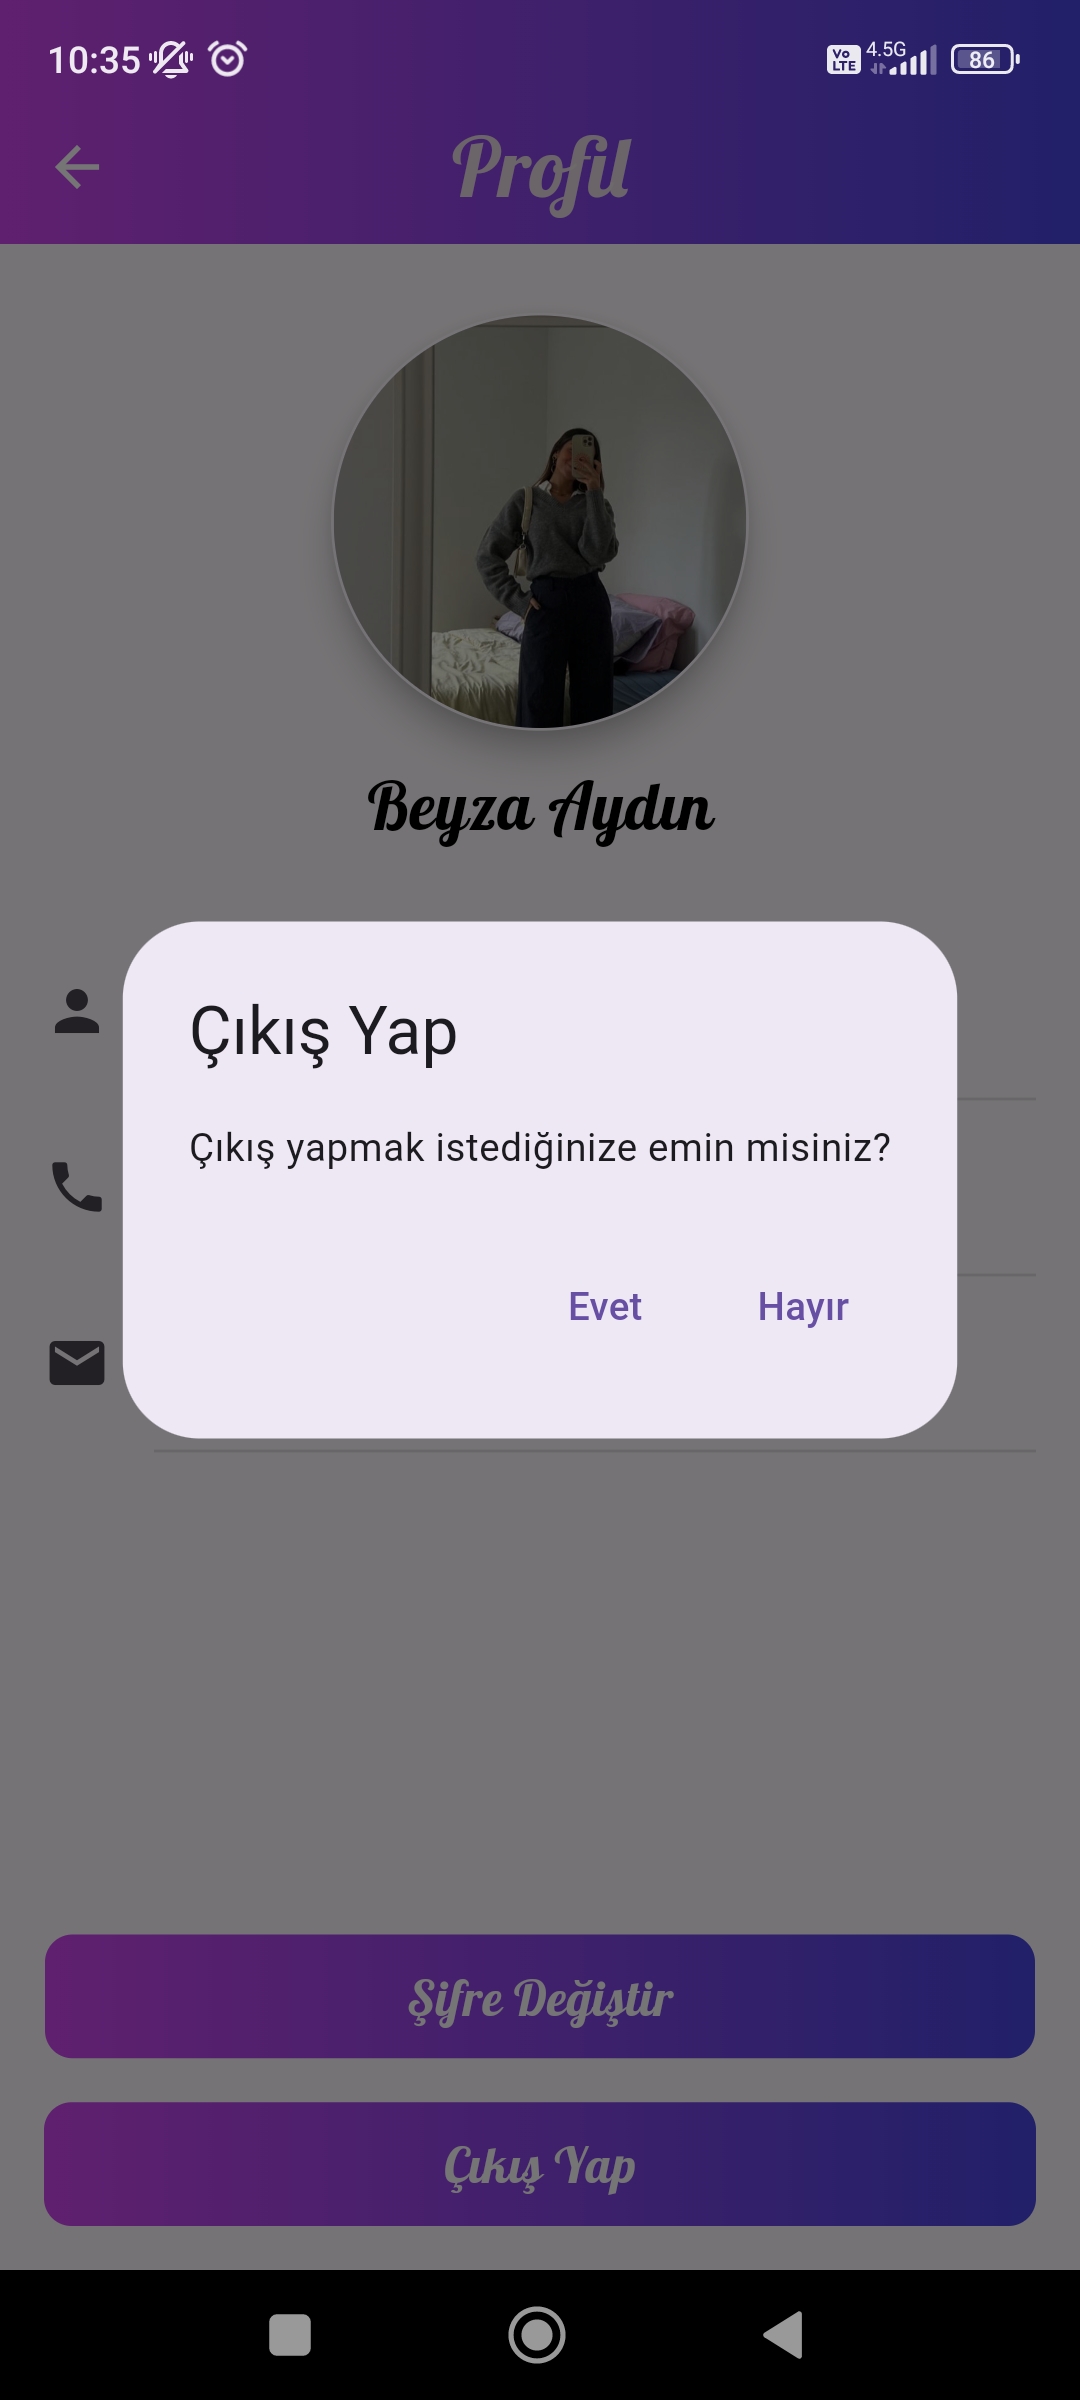 10:35
Vo LTE 4.5G 86
Profil
Beyza Aydın
Çıkış Yap
Çıkış yapmak istediğinize emin misiniz?
Evet Hayır
Şifre Değiştir
Çıkış Yap